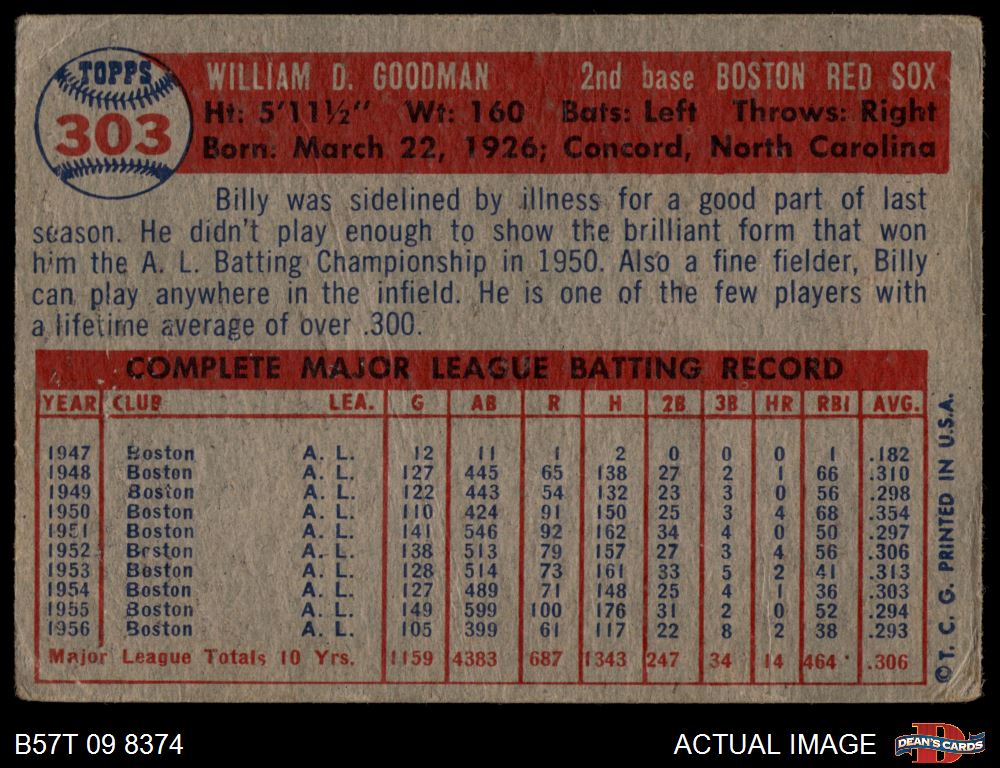 TOPPS
303
WILLIAM D. GOODMAN 2nd base BOSTON RED SOX
Ht: 5'11½" Wt: 160 Bats: Left Throws: Right
Born: March 22, 1926; Concord, North Carolina
Billy was sidelined by illness for a good part of last
season. He didn't play enough to show the brilliant form that won
him the A. L. Batting Championship in 1950. Also a fine fielder, Billy
can play anywhere in the infield. He is one of the few players with
a lifetime average of over .300.
COMPLETE MAJOR LEAGUE BATTING RECORD
YEAR CLUB LEA. G AB R H 2B 3B HR RBI AVG.
1947 Boston A. L. 12 11 1 2 0 0 0 1 .182
1948 Boston A. L. 127 445 65 138 27 2 1 66 .310
1949 Boston A. L. 122 443 54 132 23 3 0 56 .298
1950 Boston A. L. 110 424 91 150 25 3 4 68 .354
1951 Boston A. L. 141 546 92 162 34 4 0 50 .297
1952 Boston A. L. 138 513 79 157 27 3 4 56 .306
1953 Boston A. L. 128 514 73 161 33 5 2 41 .313
1954 Boston A. L. 127 489 71 148 25 4 1 36 .303
1955 Boston A. L. 149 599 100 176 31 2 0 52 .294
1956 Boston A. L. 105 399 61 117 22 8 2 38 .293
Major League Totals 10 Yrs. 1159 4383 687 1343 247 34 14 464 .306
© T. C. G. PRINTED IN U.S.A.
B57T 09 8374
ACTUAL IMAGE
D
DEAN'S CARDS